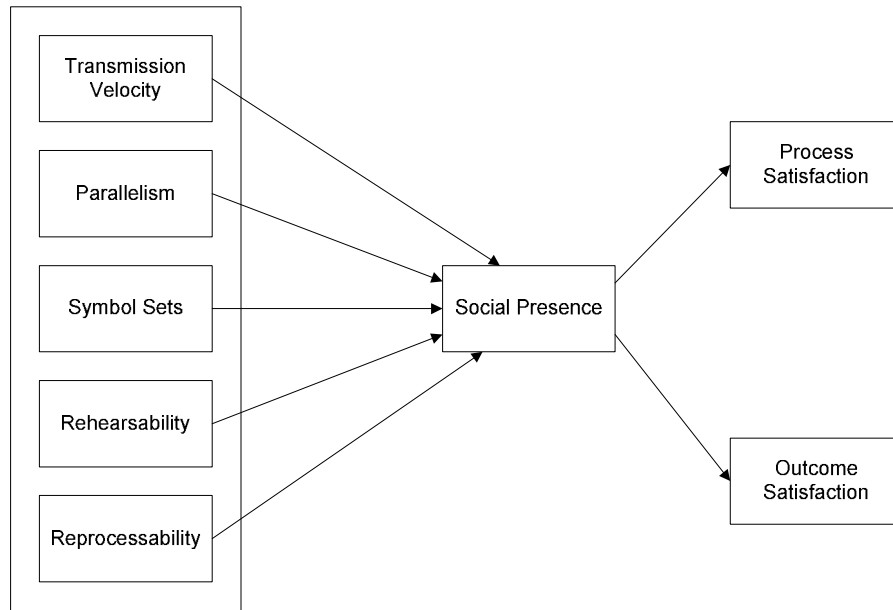 Transmission
Velocity
Parallelism
Symbol Sets
Rehearsability
Reprocessability
Social Presence
Process
Satisfaction
Outcome
Satisfaction